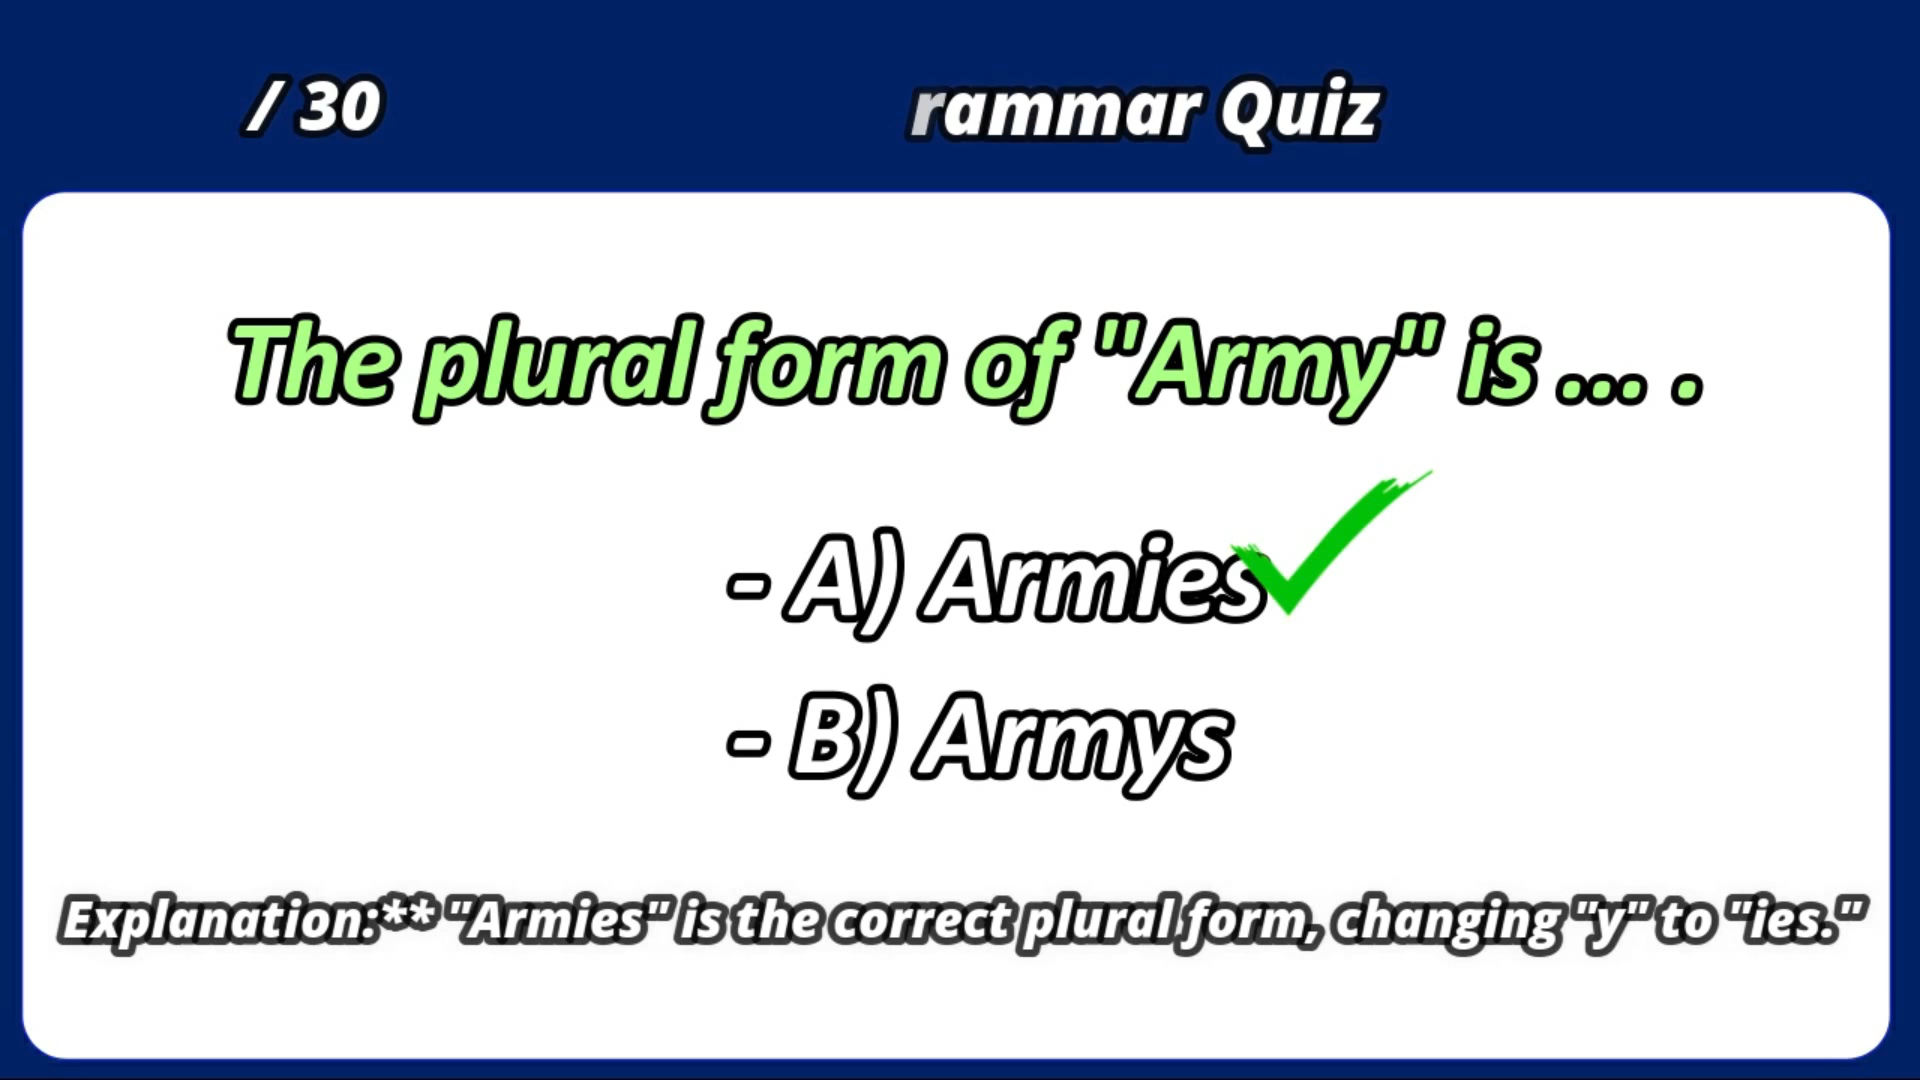 / 30
rammar Quiz
The plural form of "Army" is ... .
- A) Armies
- B) Armys
Explanation:** "Armies" is the correct plural form, changing "y" to "ies."